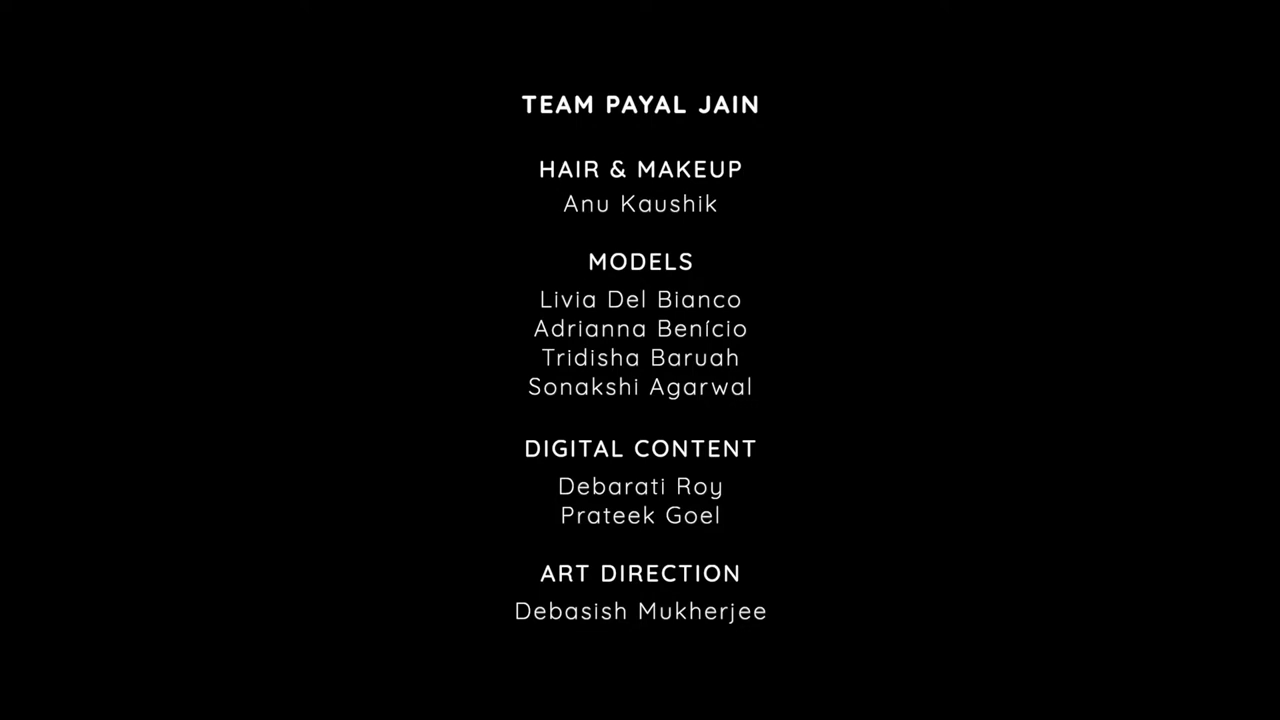 TEAM PAYAL JAIN
HAIR & MAKEUP
Anu Kaushik
MODELS
Livia Del Bianco
Adrianna Benício
Tridisha Baruah
Sonakshi Agarwal
DIGITAL CONTENT
Debarati Roy
Prateek Goel
ART DIRECTION
Debasish Mukherjee